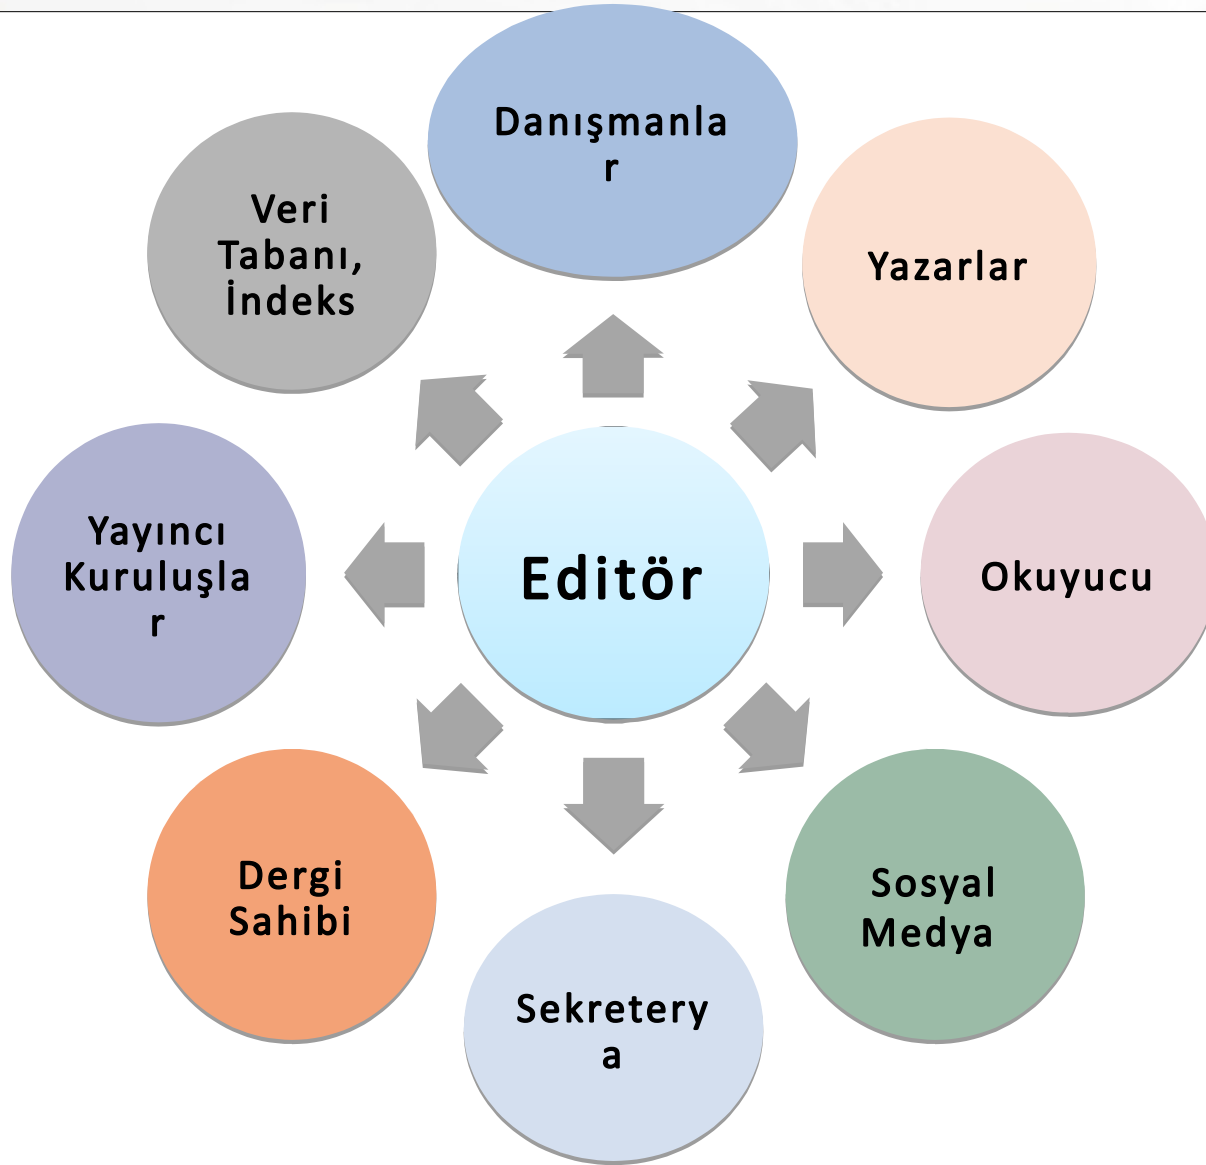 Danışmanla
r
Yazarlar
Okuyucu
Sosyal
Medya
Sekretery
a
Dergi
Sahibi
Yayıncı
Kuruluşla
r
Veri
Tabanı,
İndeks
Editör